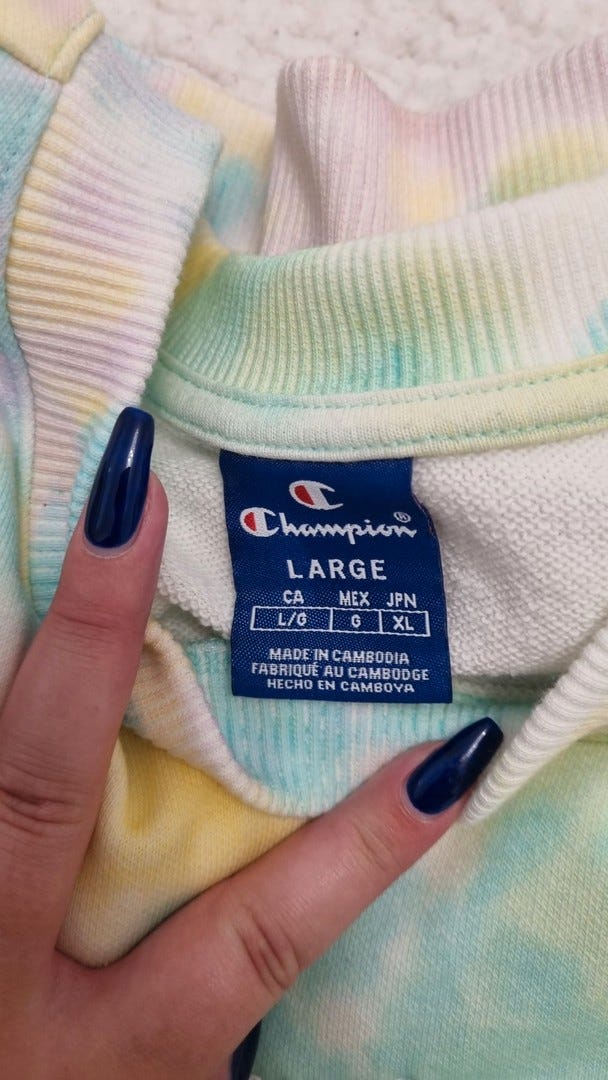 Champion®
LARGE
CA MEX JPN
L/G G XL
MADE IN CAMBODIA
FABRIQUÉ AU CAMBODGE
HECHO EN CAMBOYA